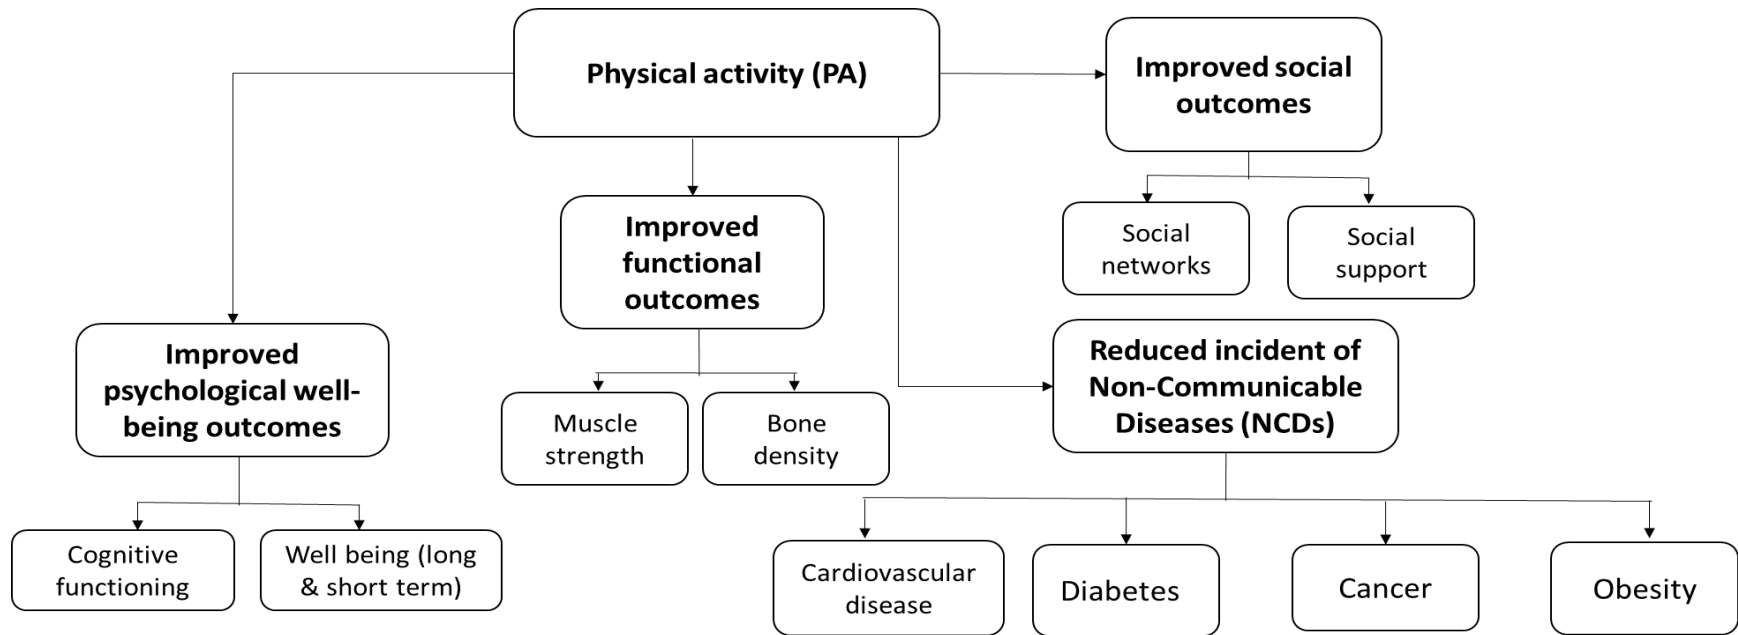 Physical activity (PA)
Improved social
outcomes
Social
networks
Social
support
Improved
functional
outcomes
Muscle
strength
Bone
density
Improved
psychological well-
being outcomes
Cognitive
functioning
Well being (long
& short term)
Reduced incident of
Non-Communicable
Diseases (NCDs)
Cardiovascular
disease
Diabetes
Cancer
Obesity